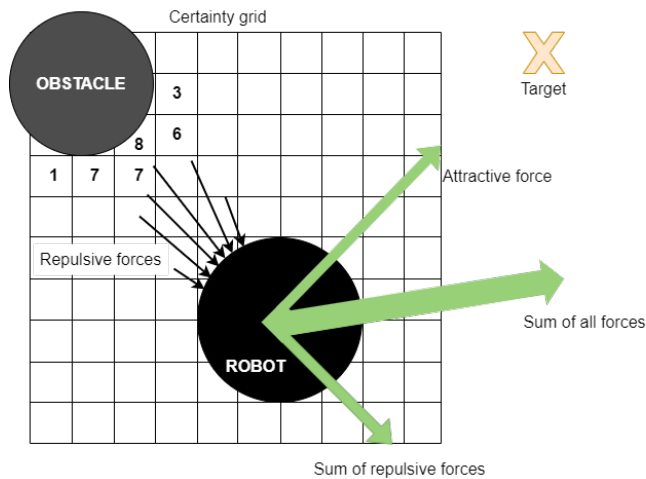 Certainty grid
OBSTACLE
3
Target
8
6
1 7 7
Attractive force
Repulsive forces
Sum of all forces
ROBOT
Sum of repulsive forces